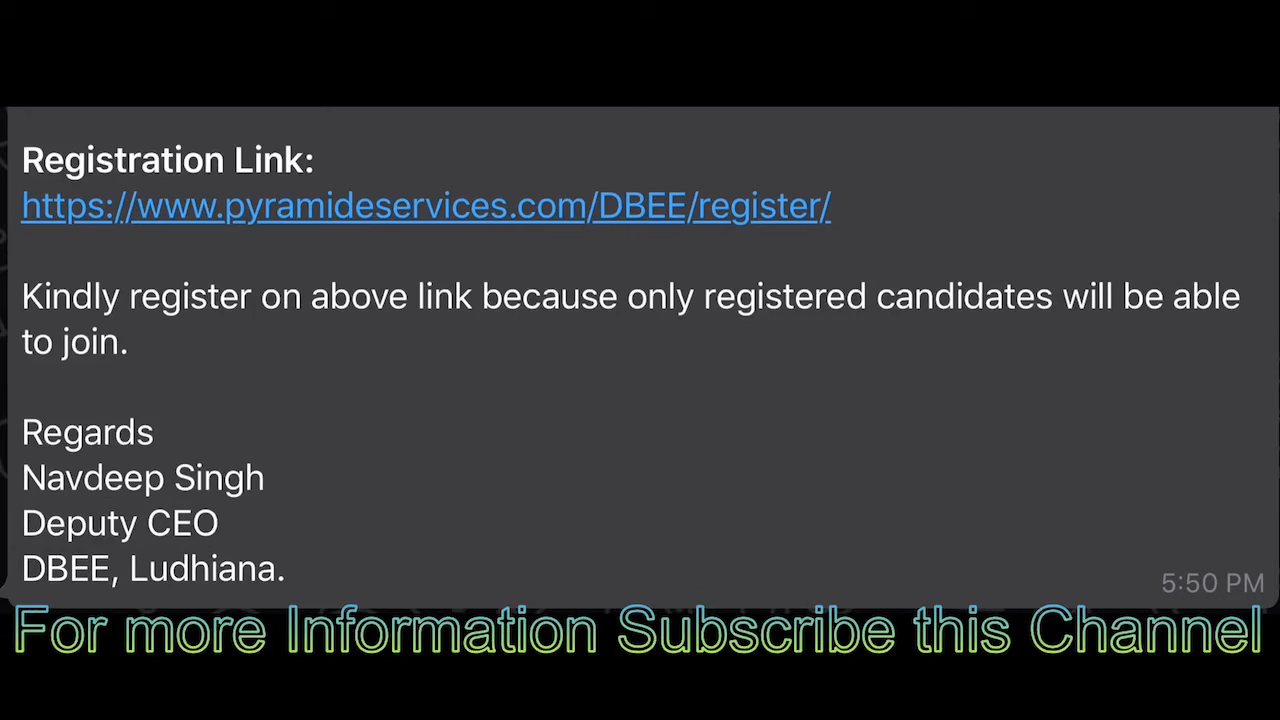 Registration Link:
https://www.pyramideservices.com/DBEE/register/
Kindly register on above link because only registered candidates will be able
to join.
Regards
Navdeep Singh
Deputy CEO
DBEE, Ludhiana.
5:50 PM
For more Information Subscribe this Channel